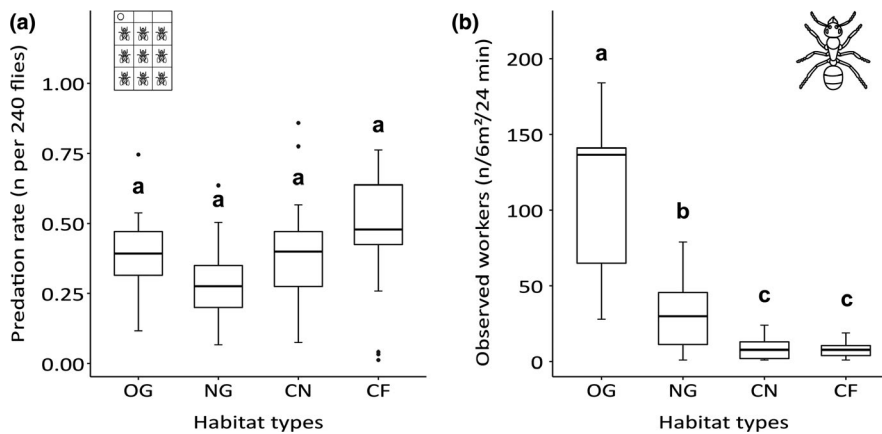 (a)
Predation rate (n per 240 flies)
1.00
0.75
0.50
0.25
0.00
a
a
a
a
OG NG CN CF
Habitat types
(b)
Observed workers (n/6m²/24 min)
200
150
100
50
0
a
b
c
c
OG NG CN CF
Habitat types